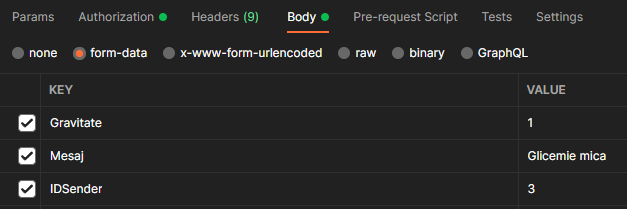 Params Authorization Headers (9) Body Pre-request Script Tests Settings
none form-data x-www-form-urlencoded raw binary GraphQL
KEY VALUE
Gravitate 1
Mesaj Glicemie mica
IDSender 3